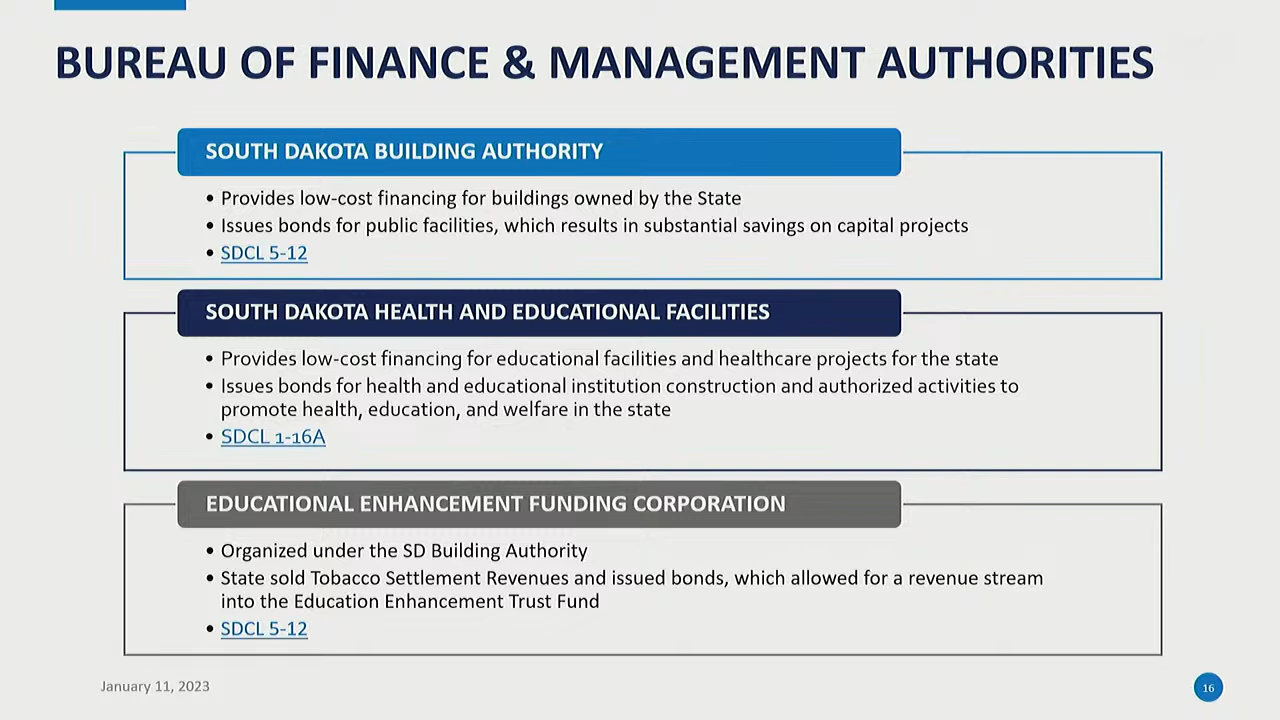 BUREAU OF FINANCE & MANAGEMENT AUTHORITIES
SOUTH DAKOTA BUILDING AUTHORITY
• Provides low-cost financing for buildings owned by the State
• Issues bonds for public facilities, which results in substantial savings on capital projects
• SDCL 5-12
SOUTH DAKOTA HEALTH AND EDUCATIONAL FACILITIES
• Provides low-cost financing for educational facilities and healthcare projects for the state
• Issues bonds for health and educational institution construction and authorized activities to
promote health, education, and welfare in the state
• SDCL 1-16A
EDUCATIONAL ENHANCEMENT FUNDING CORPORATION
• Organized under the SD Building Authority
• State sold Tobacco Settlement Revenues and issued bonds, which allowed for a revenue stream
into the Education Enhancement Trust Fund
• SDCL 5-12
January 11, 2023
16